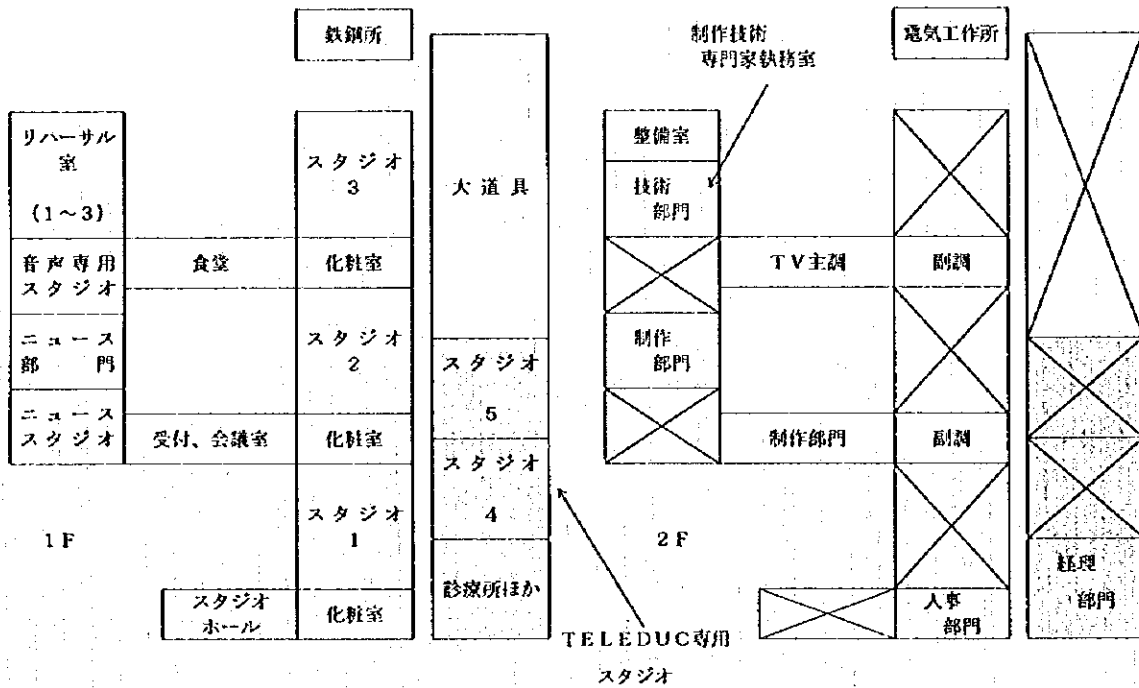 鉄鋼所
リハーサル
室
(1~3)
スタジオ
3
大道具
音声専用
スタジオ
食堂
化粧室
ニュース
部 門
スタジオ
2
スタジオ
5
ニュース
スタジオ
受付、会議室
化粧室
スタジオ
4
1F
スタジオ
1
診療所ほか
スタジオ
ホール
化粧室
TELEDUC専用
スタジオ
制作技術
専門家執務室
電気工作所
整備室
技術
部門
TV主調
副調
制作
部門
制作部門
副調
2F
経理
部門
人事
部門